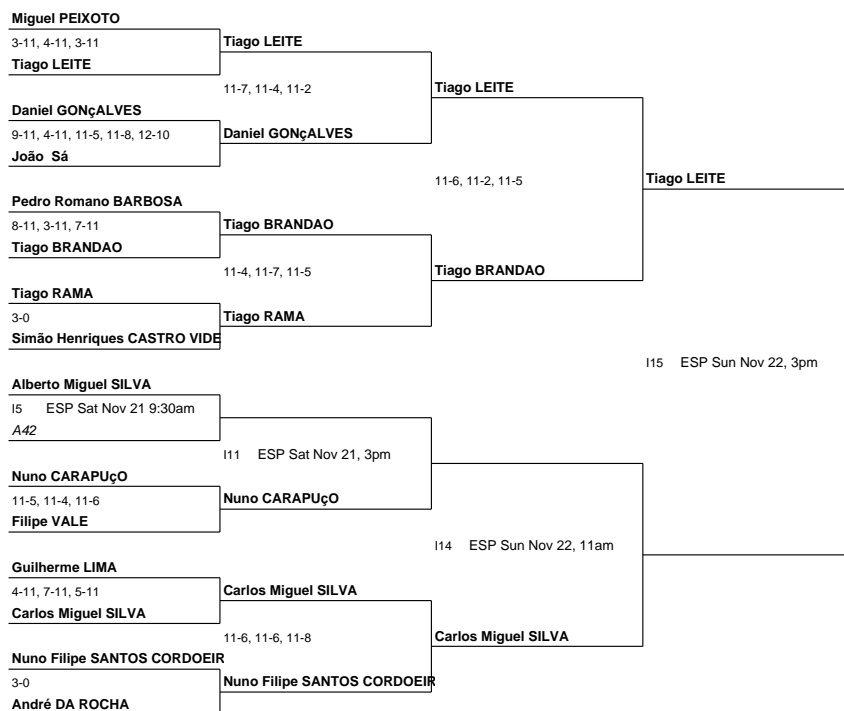 Miguel PEIXOTO
3-11, 4-11, 3-11
Tiago LEITE
Tiago LEITE
11-7, 11-4, 11-2
Tiago LEITE
Daniel GONçALVES
9-11, 4-11, 11-5, 11-8, 12-10
Daniel GONçALVES
João Sá
11-6, 11-2, 11-5
Tiago LEITE
Pedro Romano BARBOSA
8-11, 3-11, 7-11
Tiago BRANDAO
Tiago BRANDAO
11-4, 11-7, 11-5
Tiago BRANDAO
Tiago RAMA
3-0
Tiago RAMA
Simão Henriques CASTRO VIDE
I15 ESP Sun Nov 22, 3pm
Alberto Miguel SILVA
I5 ESP Sat Nov 21 9:30am
A42
I11 ESP Sat Nov 21, 3pm
Nuno CARAPUçO
11-5, 11-4, 11-6
Nuno CARAPUçO
Filipe VALE
I14 ESP Sun Nov 22, 11am
Guilherme LIMA
4-11, 7-11, 5-11
Carlos Miguel SILVA
Carlos Miguel SILVA
11-6, 11-6, 11-8
Carlos Miguel SILVA
Nuno Filipe SANTOS CORDOEIR
3-0
Nuno Filipe SANTOS CORDOEIR
André DA ROCHA